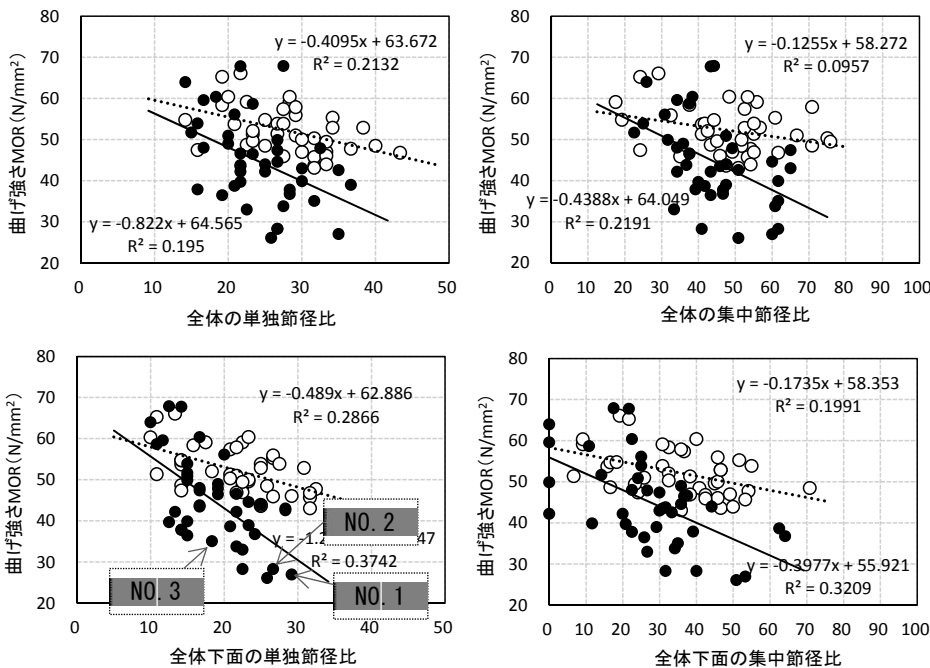 80
70
60
50
40
30
20
0
10
20
30
40
50
曲げ強さMOR(N/mm²)
全体の単独節径比
y = -0.4095x + 63.672
R² = 0.2132
y = -0.822x + 64.565
R² = 0.195
80
70
60
50
40
30
20
0
10
20
30
40
50
60
70
80
90
100
曲げ強さMOR(N/mm²)
全体の集中節径比
y = -0.1255x + 58.272
R² = 0.0957
y = -0.4388x + 64.049
R² = 0.2191
80
70
60
50
40
30
20
0
10
20
30
40
50
曲げ強さMOR(N/mm²)
全体下面の単独節径比
y = -0.489x + 62.886
R² = 0.2866
R² = 0.3742
NO.2
NO.3
NO.1
80
70
60
50
40
30
20
0
10
20
30
40
50
60
70
80
90
100
曲げ強さMOR(N/mm²)
全体下面の集中節径比
y = -0.1735x + 58.353
R² = 0.1991
y = -0.3977x + 55.921
R² = 0.3209